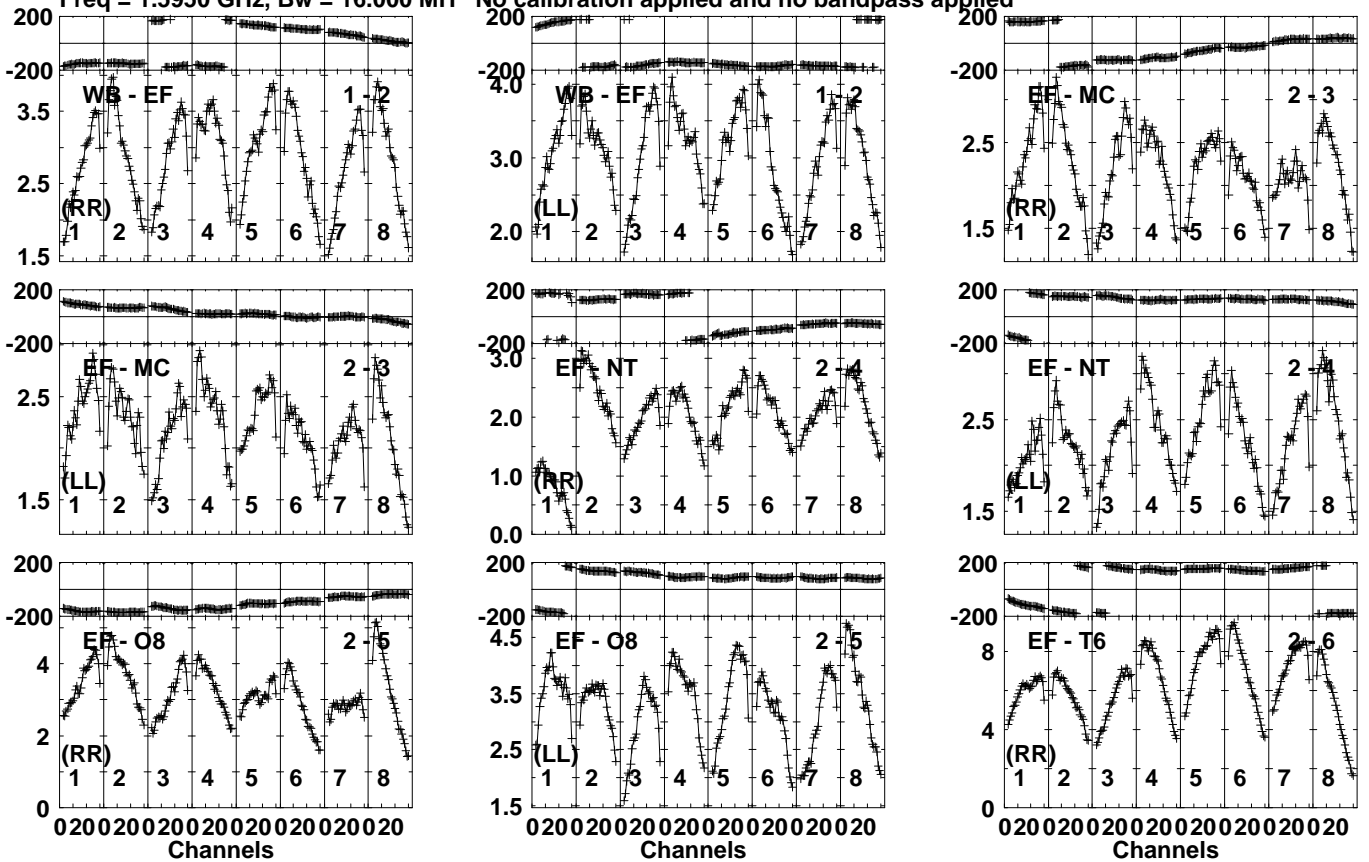 Freq = 1.5950 GHz, Bw = 16.000 MH No calibration applied and no bandpass applied
200
-200
WB - EF 1 - 2
3.5
2.5
1.5
(RR)
1 2 3 4 5 6 7 8
200
-200
WB - EF 1 - 2
4.0
3.0
2.0
(LL)
1 2 3 4 5 6 7 8
200
-200
EF - MC 2 - 3
2.5
1.5
(RR)
1 2 3 4 5 6 7 8
200
-200
EF - MC 2 - 3
2.5
1.5
(LL)
1 2 3 4 5 6 7 8
200
-200
EF - NT 2 - 4
3.0
2.0
1.0
0.0
(RR)
1 2 3 4 5 6 7 8
200
-200
EF - NT 2 - 4
2.5
1.5
(LL)
1 2 3 4 5 6 7 8
200
-200
EF - O8 2 - 5
4
2
0
(RR)
1 2 3 4 5 6 7 8
0 20 0 20 0 20 0 20 0 20 0 20 0 20 0 20
Channels
200
-200
EF - O8 2 - 5
4.5
3.5
2.5
1.5
(LL)
1 2 3 4 5 6 7 8
0 20 0 20 0 20 0 20 0 20 0 20 0 20 0 20
Channels
200
-200
EF - T6 2 - 6
8
4
0
(RR)
1 2 3 4 5 6 7 8
0 20 0 20 0 20 0 20 0 20 0 20 0 20 0 20
Channels